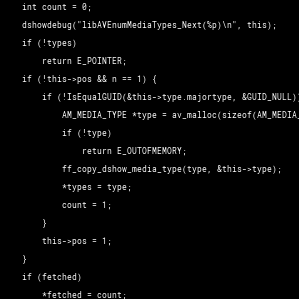 int count = 0;
dshowdebug("libAVEnumMediaTypes_Next(%p)\n", this);
if (!types)
return E_POINTER;
if (!this->pos && n == 1) {
if (!IsEqualGUID(&this->type.majortype, &GUID_NULL))
AM_MEDIA_TYPE *type = av_malloc(sizeof(AM_MEDIA_
if (!type)
return E_OUTOFMEMORY;
ff_copy_dshow_media_type(type, &this->type);
*types = type;
count = 1;
}
this->pos = 1;
}
if (fetched)
*fetched = count;